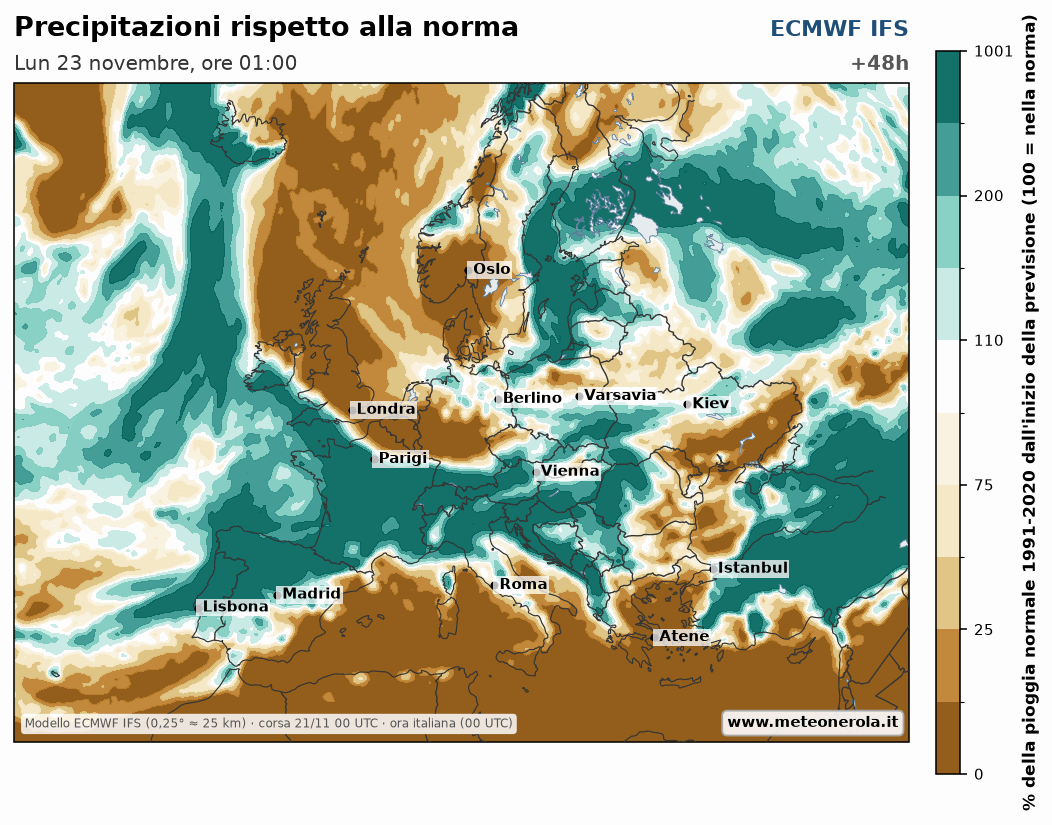 Precipitazioni rispetto alla norma
ECMWF IFS
Lun 23 novembre, ore 01:00
+48h
Oslo
Berlino
Varsavia
Kiev
Londra
Parigi
Vienna
Istanbul
Roma
Madrid
Lisbona
Atene
Modello ECMWF IFS (0,25° ≈ 25 km) · corsa 21/11 00 UTC · ora italiana (00 UTC)
www.meteonerola.it
1001
200
110
75
25
0
% della pioggia normale 1991-2020 dall'inizio della previsione (100 = nella norma)